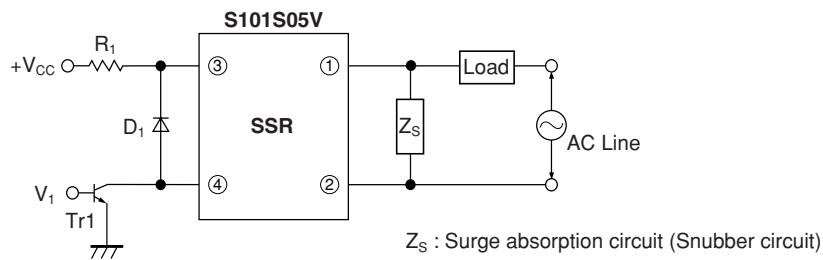 S101S05V
R1
+VCC
③
①
Load
D1
SSR
ZS
AC Line
V1
④
②
Tr1
ZS : Surge absorption circuit (Snubber circuit)